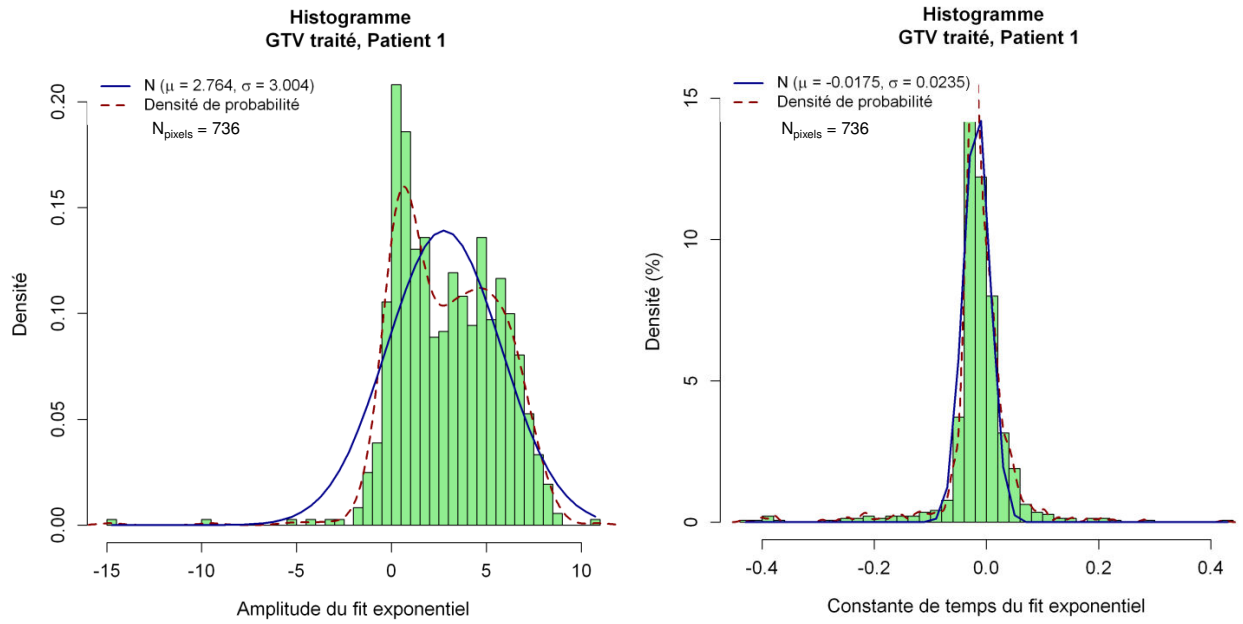 Histogramme
GTV traité, Patient 1
N (μ = 2.764, σ = 3.004)
Densité de probabilité
Npixels = 736
Densité
0.20
0.15
0.10
0.05
0.00
-15 -10 -5 0 5 10
Amplitude du fit exponentiel
Histogramme
GTV traité, Patient 1
N (μ = -0.0175, σ = 0.0235)
Densité de probabilité
Npixels = 736
Densité (%)
15
10
5
0
-0.4 -0.2 0.0 0.2 0.4
Constante de temps du fit exponentiel